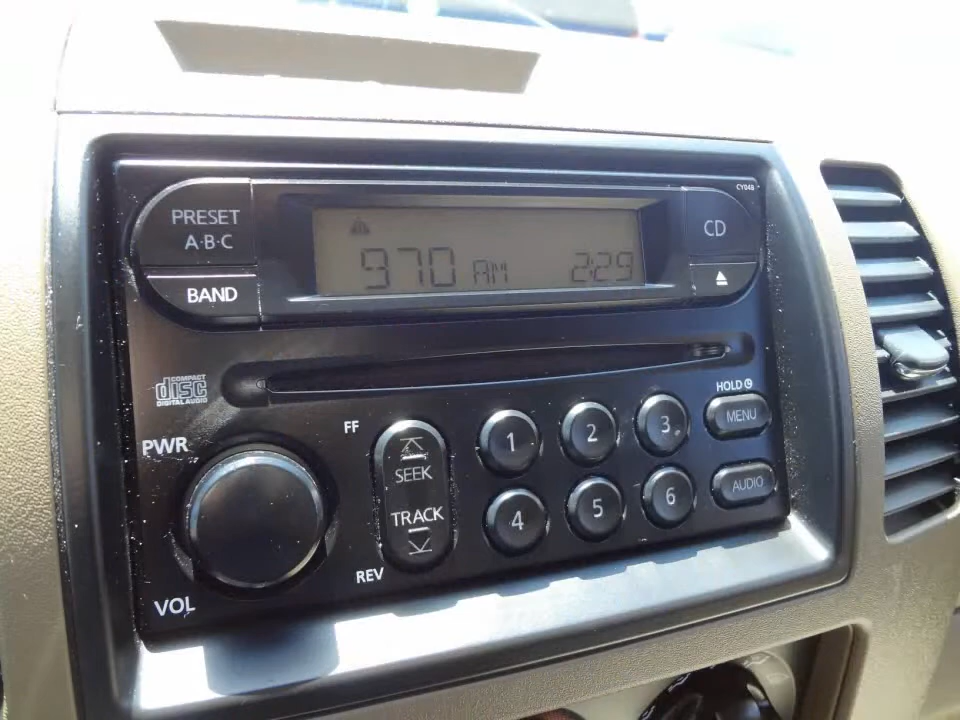 CY04B
PRESET
A·B·C
CD
970 AM 2:29
BAND
COMPACT
disc
DIGITAL AUDIO
HOLD
FF
1
2
3
MENU
PWR
SEEK
TRACK
4
5
6
AUDIO
REV
VOL